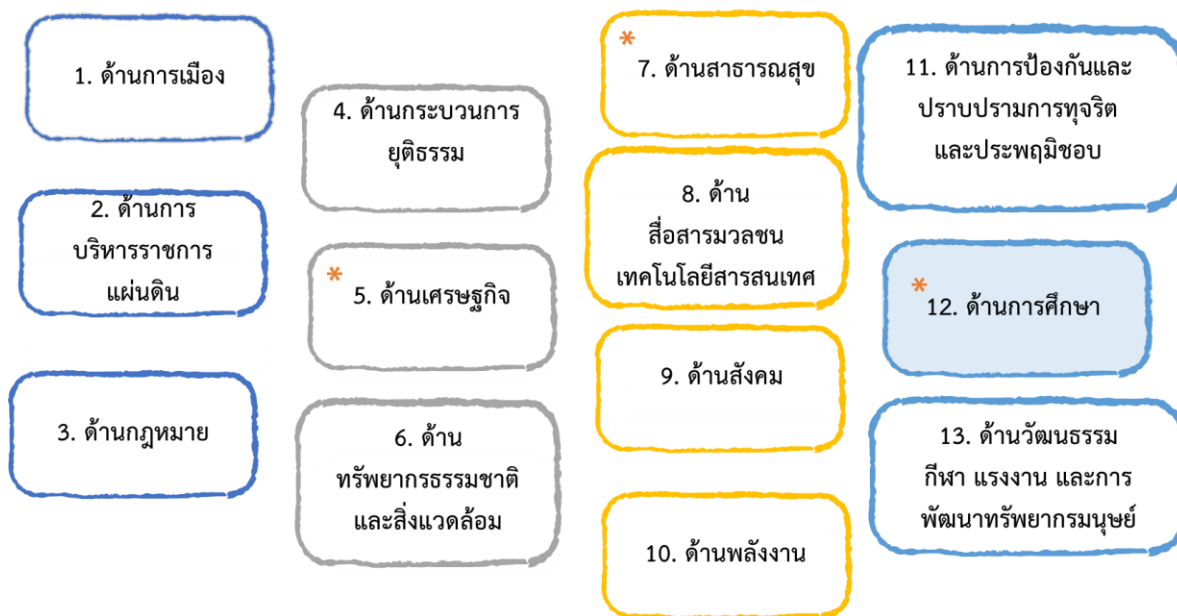 1. ด้านการเมือง
2. ด้านการ
บริหารราชการ
แผ่นดิน
3. ด้านกฎหมาย
4. ด้านกระบวนการ
ยุติธรรม
*
5. ด้านเศรษฐกิจ
6. ด้าน
ทรัพยากรธรรมชาติ
และสิ่งแวดล้อม
*
7. ด้านสาธารณสุข
8. ด้าน
สื่อสารมวลชน
เทคโนโลยีสารสนเทศ
9. ด้านสังคม
10. ด้านพลังงาน
11. ด้านการป้องกันและ
ปราบปรามการทุจริต
และประพฤมิชอบ
*
12. ด้านการศึกษา
13. ด้านวัฒนธรรม
กีฬา แรงงาน และการ
พัฒนาทรัพยากรมนุษย์